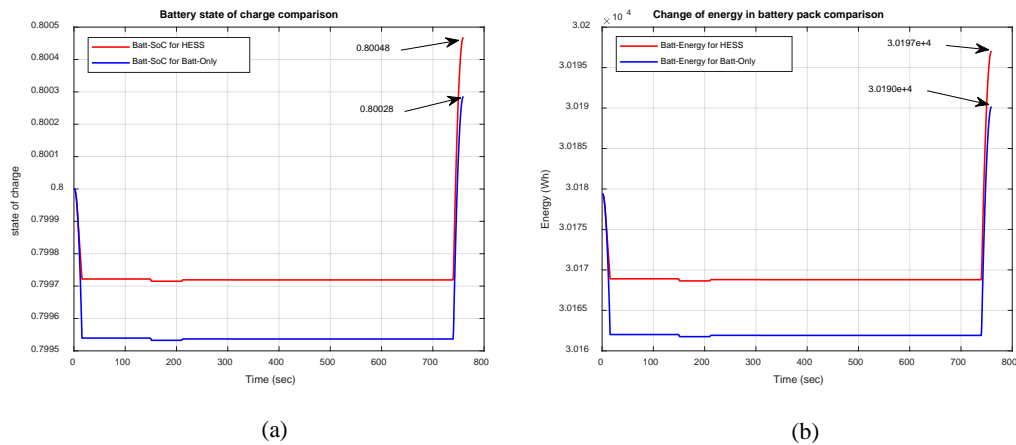 Battery state of charge comparison
0.8005
0.8004
0.8003
0.8002
0.8001
0.8
0.7999
0.7998
0.7997
0.7996
0.7995
state of charge
Batt-SoC for HESS
Batt-SoC for Batt-Only
0.80048
0.80028
0 100 200 300 400 500 600 700 800
Time (sec)
(a)
Change of energy in battery pack comparison
× 10 4
3.02
3.0195
3.019
3.0185
3.018
3.0175
3.017
3.0165
3.016
Energy (Wh)
Batt-Energy for HESS
Batt-Energy for Batt-Only
3.0197e+4
3.0190e+4
0 100 200 300 400 500 600 700 800
Time (sec)
(b)